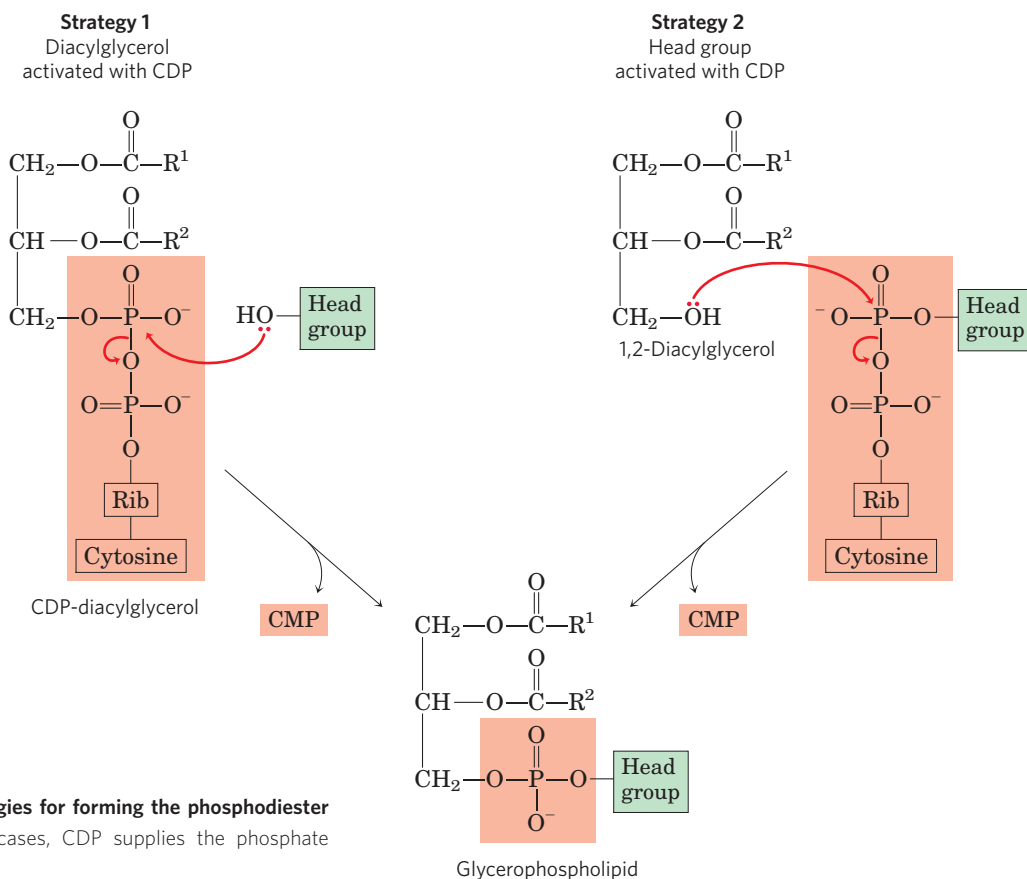 Strategy 1
Diacylglycerol
activated with CDP
Strategy 2
Head group
activated with CDP
O
CH₂—O—C—R¹
O
CH—O—C—R²
O
CH₂—O—P—O⁻
HO—Head
group
O
O=P—O⁻
O
Rib
Cytosine
CDP-diacylglycerol
CMP
O
CH₂—O—C—R¹
O
CH—O—C—R²
CH₂—OH
1,2-Diacylglycerol
O
⁻O—P—O—Head
group
O
O=P—O⁻
O
Rib
Cytosine
CMP
O
CH₂—O—C—R¹
O
CH—O—C—R²
O
CH₂—O—P—O—Head
group
O⁻
Glycerophospholipid
gies for forming the phosphodiester
cases, CDP supplies the phosphate